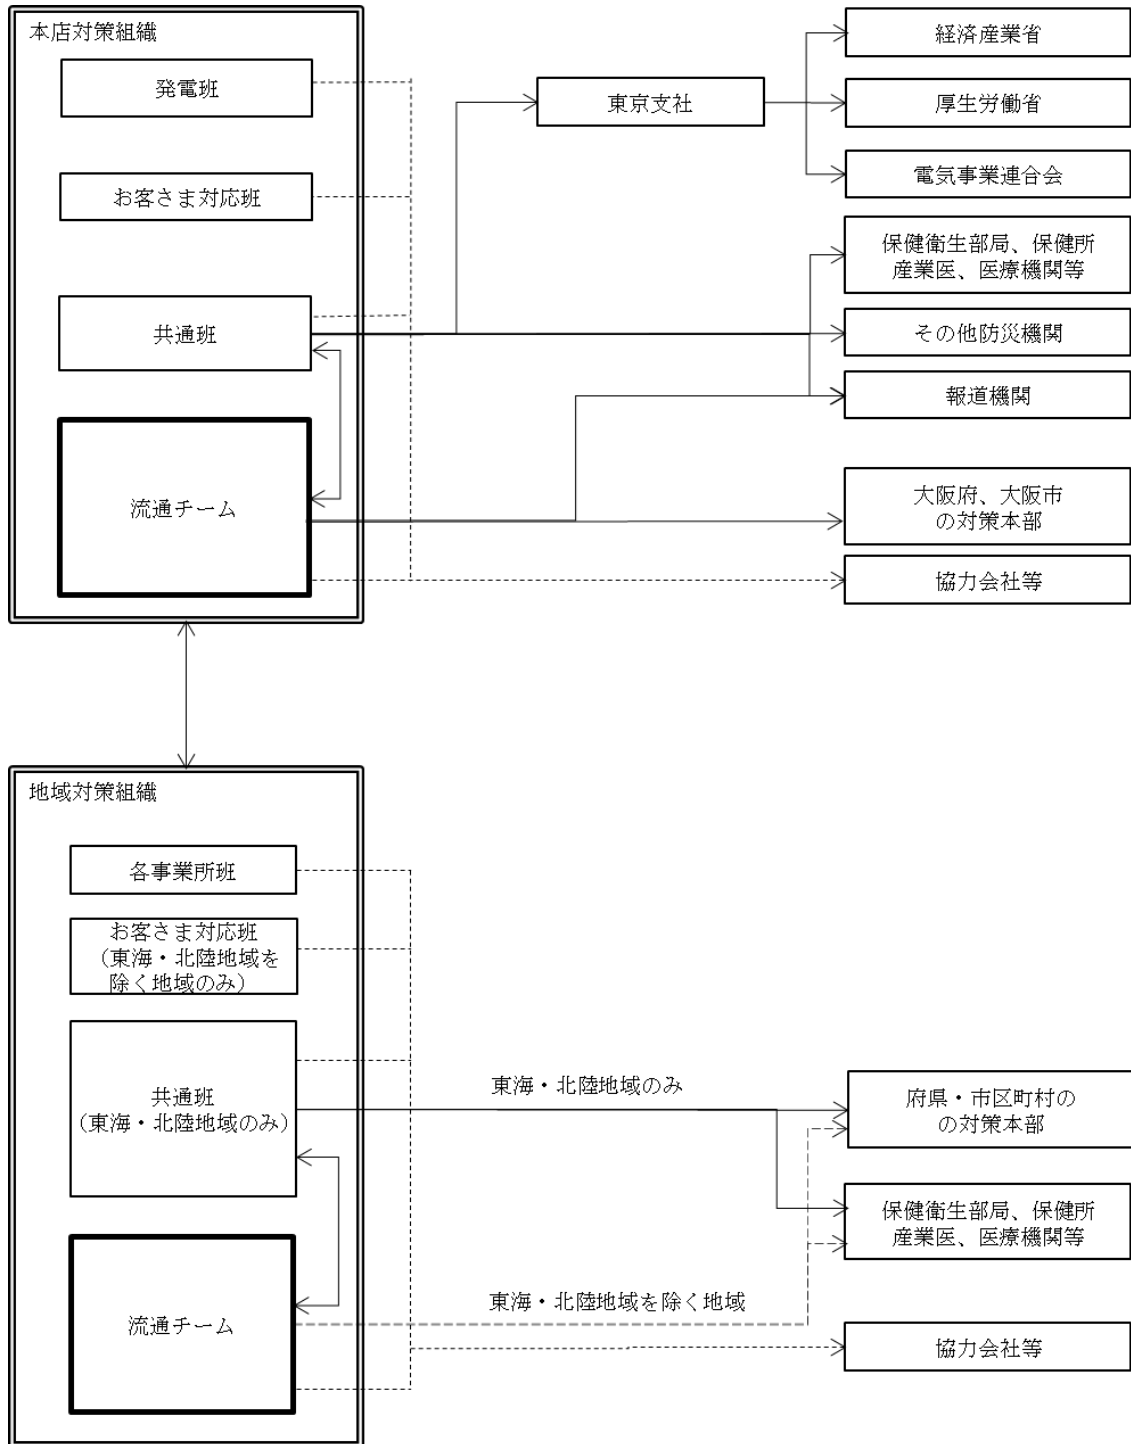 本店対策組織
発電班
お客さま対応班
共通班
流通チーム
東京支社
経済産業省
厚生労働省
電気事業連合会
保健衛生部局、保健所
産業医、医療機関等
その他防災機関
報道機関
大阪府、大阪市
の対策本部
協力会社等
地域対策組織
各事業所班
お客さま対応班
（東海・北陸地域を
除く地域のみ）
共通班
（東海・北陸地域のみ）
流通チーム
東海・北陸地域のみ
東海・北陸地域を除く地域
府県・市区町村の
の対策本部
保健衛生部局、保健所
産業医、医療機関等
協力会社等